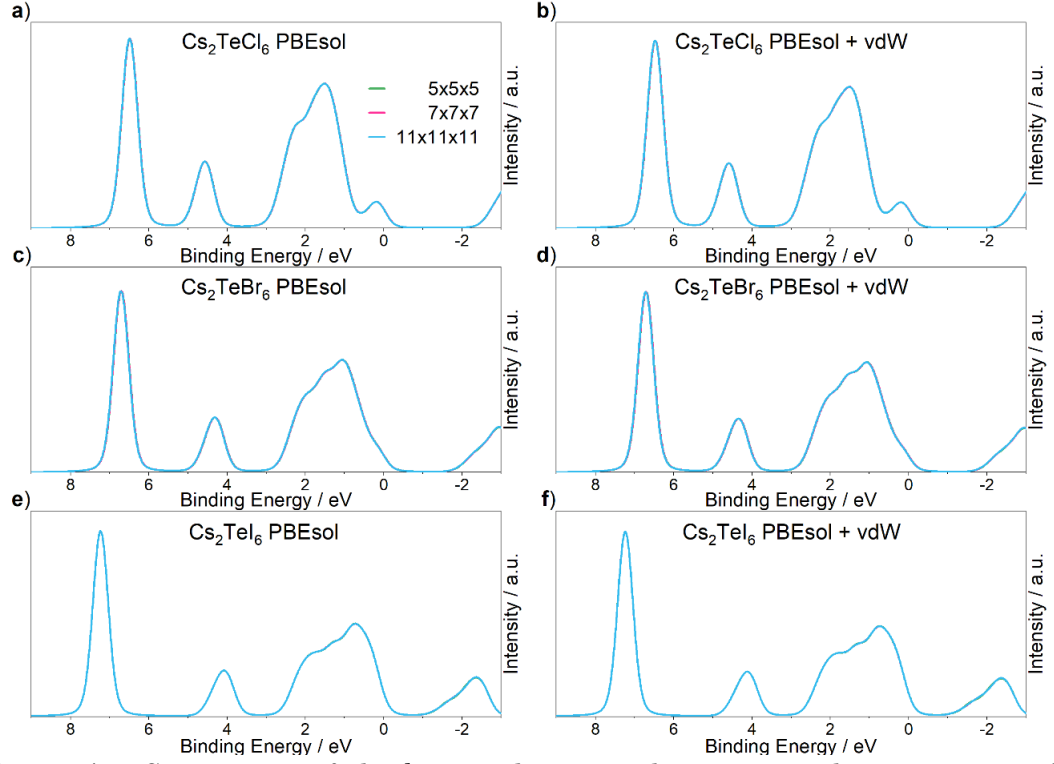 a)
Cs₂TeCl₆ PBEsol
5x5x5
7x7x7
11x11x11
Intensity / a.u.
8 6 4 2 0 -2
Binding Energy / eV
b)
Cs₂TeCl₆ PBEsol + vdW
Intensity / a.u.
8 6 4 2 0 -2
Binding Energy / eV
c)
Cs₂TeBr₆ PBEsol
Intensity / a.u.
8 6 4 2 0 -2
Binding Energy / eV
d)
Cs₂TeBr₆ PBEsol + vdW
Intensity / a.u.
8 6 4 2 0 -2
Binding Energy / eV
e)
Cs₂TeI₆ PBEsol
Intensity / a.u.
8 6 4 2 0 -2
Binding Energy / eV
f)
Cs₂TeI₆ PBEsol + vdW
Intensity / a.u.
8 6 4 2 0 -2
Binding Energy / eV